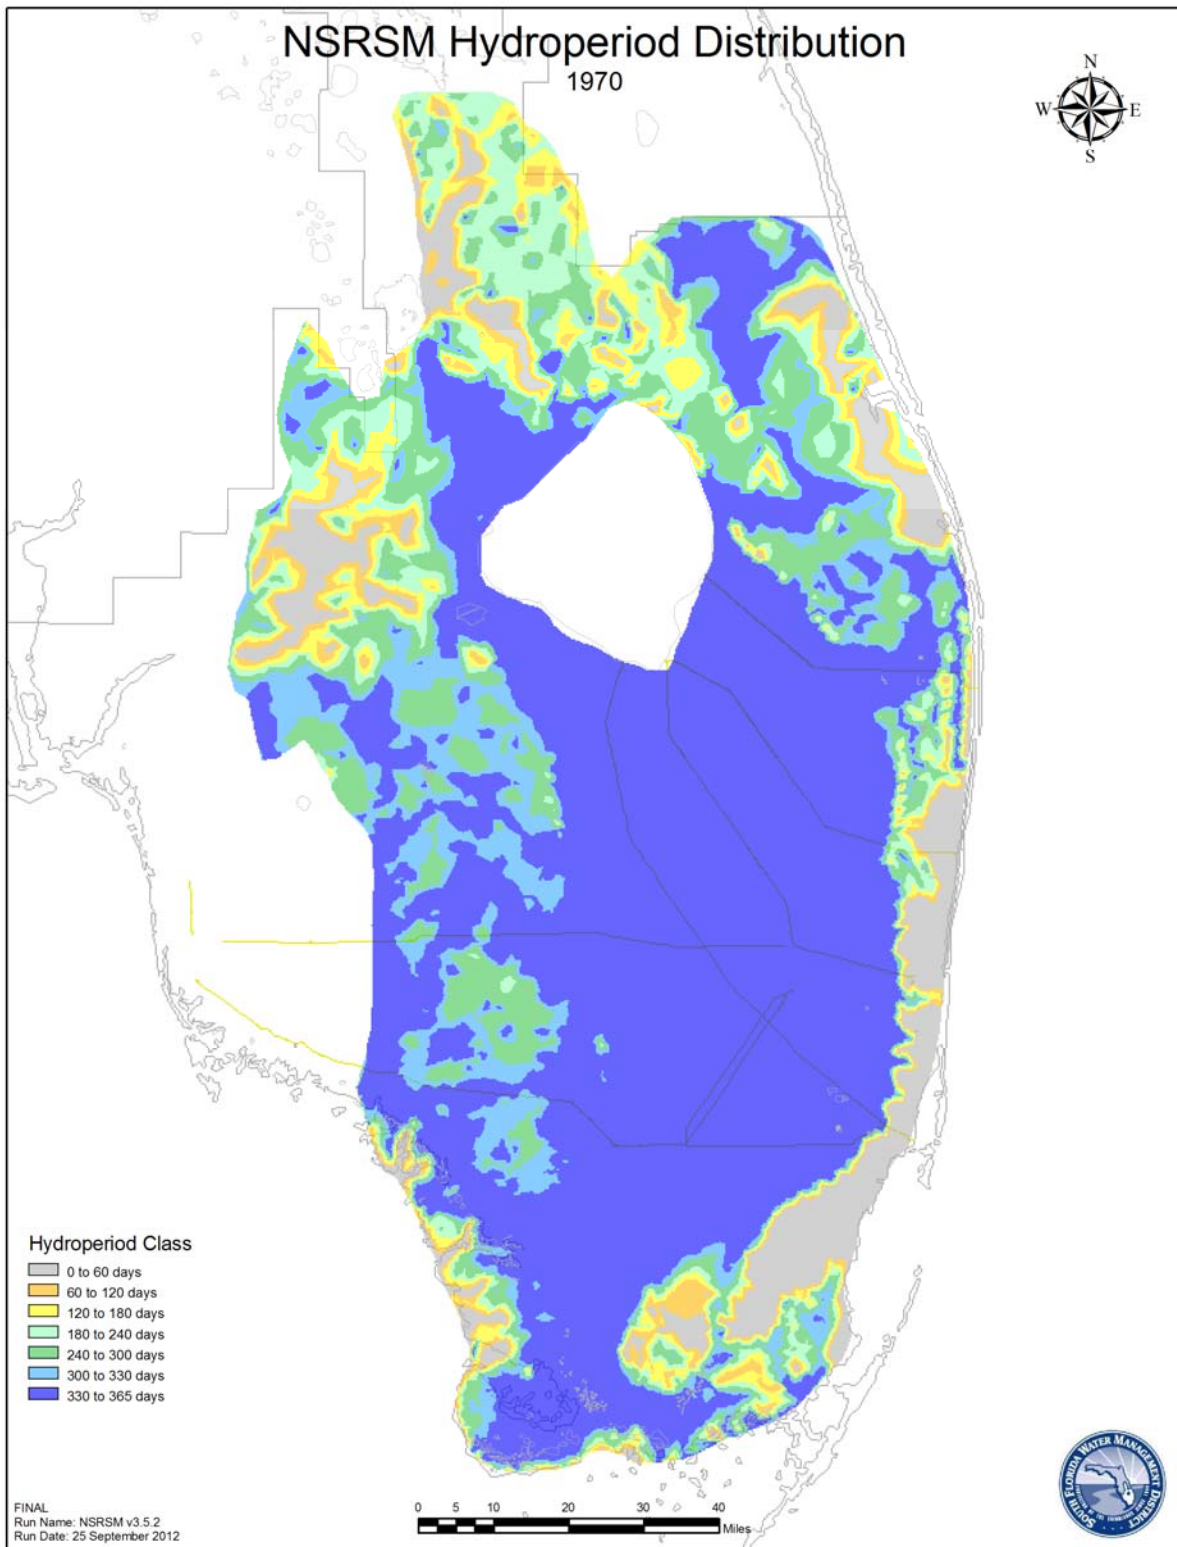 NSRSM Hydroperiod Distribution
1970
N
W
E
S
Hydroperiod Class
0 to 60 days
60 to 120 days
120 to 180 days
180 to 240 days
240 to 300 days
300 to 330 days
330 to 365 days
FINAL
Run Name: NSRSM v3.5.2
Run Date: 25 September 2012
0 5 10 20 30 40
Miles
SOUTH FLORIDA WATER MANAGEMENT DISTRICT